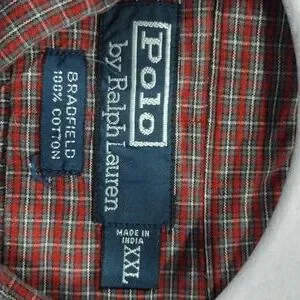 Polo
by Ralph Lauren
BRADFIELD
100% COTTON
MADE IN
INDIA
XXL